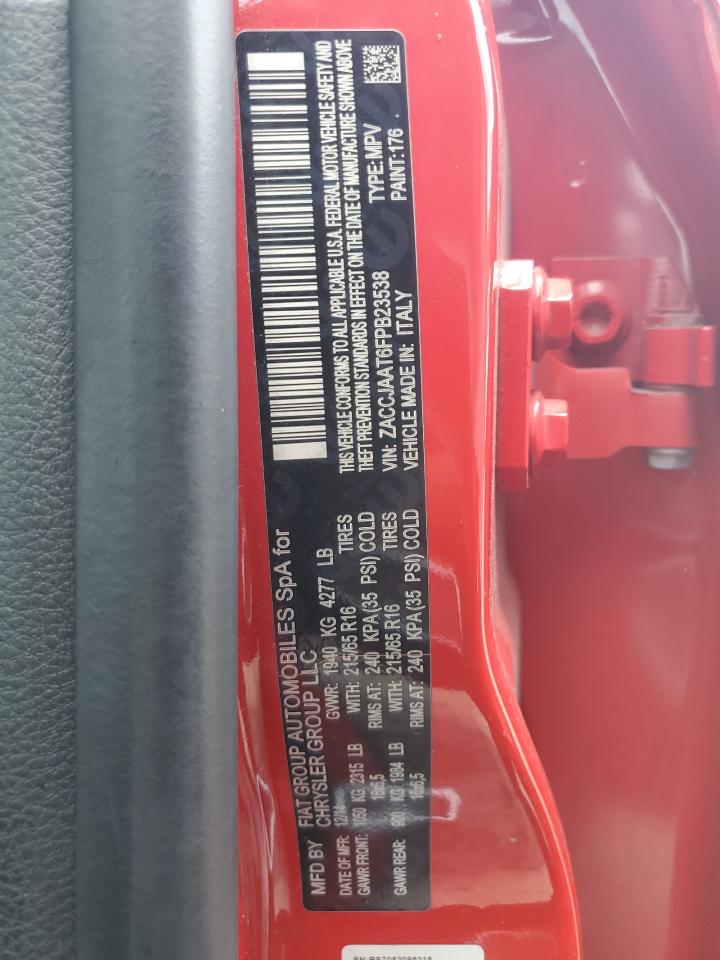 MFD BY FIAT GROUP AUTOMOBILES SpA for
CHRYSLER GROUP LLC
DATE OF MFR: GVWR: 1940 KG 4277 LB
GAWR FRONT: 1050 KG 2315 LB WITH: 215/65 R16 TIRES
16x6,5 RIMS AT: 240 KPA(35 PSI) COLD
GAWR REAR: 900 KG 1984 LB WITH: 215/65 R16 TIRES
16x6,5 RIMS AT: 240 KPA(35 PSI) COLD
THIS VEHICLE CONFORMS TO ALL APPLICABLE U.S.A. FEDERAL MOTOR VEHICLE SAFETY AND
THEFT PREVENTION STANDARDS IN EFFECT ON THE DATE OF MANUFACTURE SHOWN ABOVE
VIN: ZACCJAAT6FPB23538 TYPE: MPV
VEHICLE MADE IN: ITALY PAINT:176 .